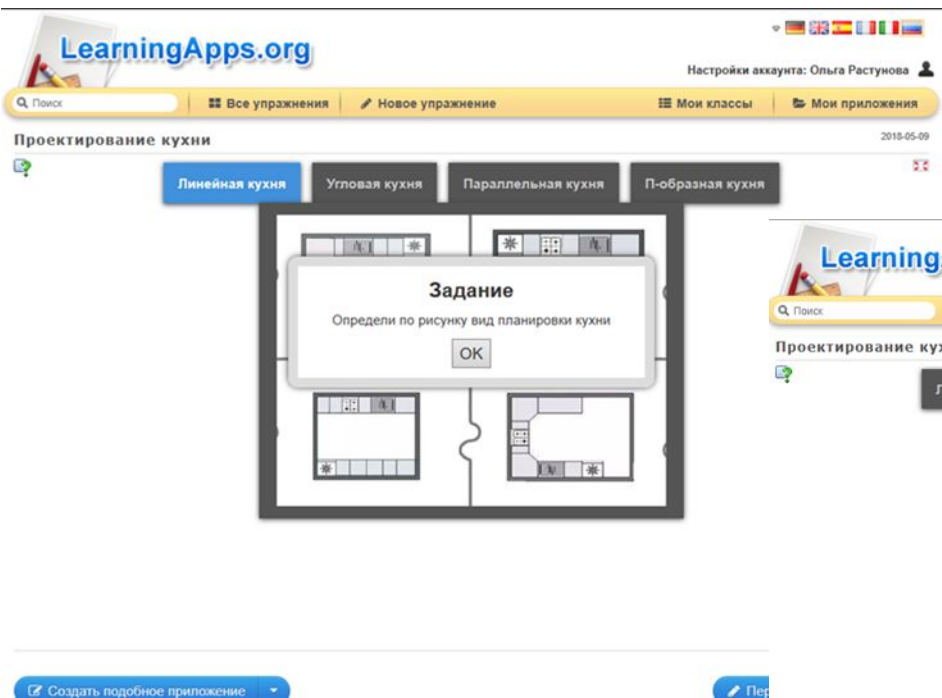 LearningApps.org
Настройки аккаунта: Ольга Растунова
Поиск
Все упражнения
Новое упражнение
Мои классы
Мои приложения
Проектирование кухни
2018-05-09
Линейная кухня
Угловая кухня
Параллельная кухня
П-образная кухня
Задание
Определи по рисунку вид планировки кухни
OK
Создать подобное приложение
Learning
Поиск
Проектирование